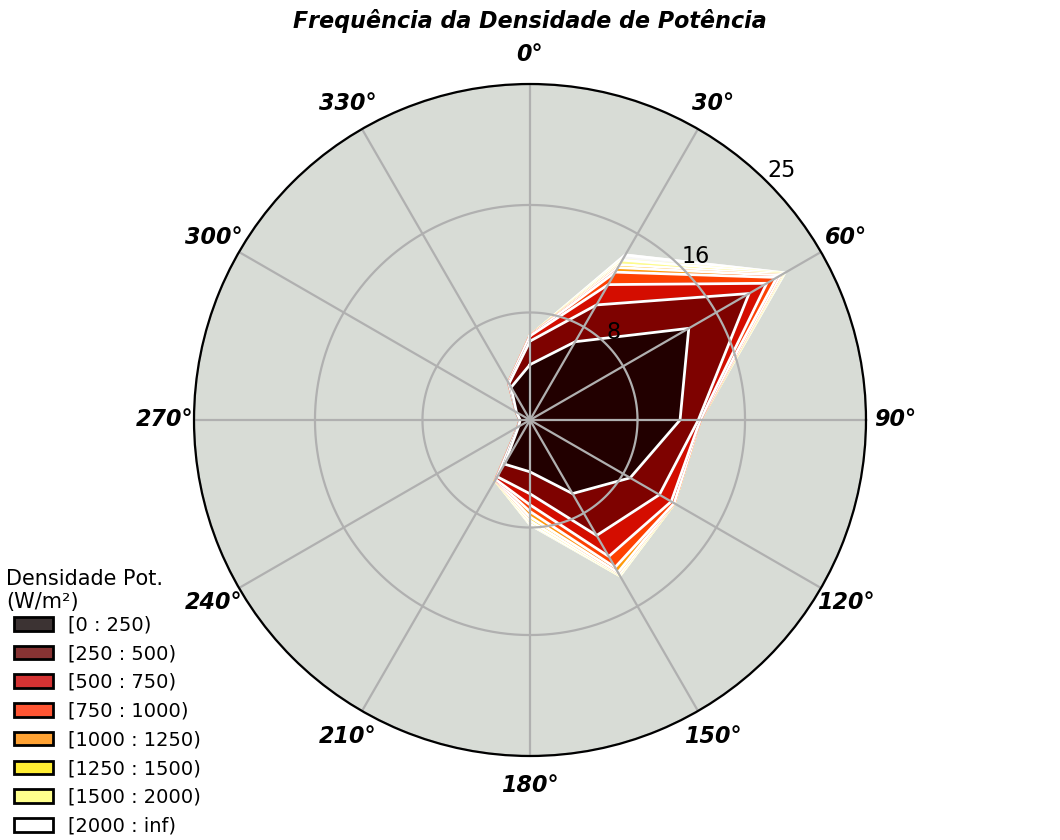 Frequência da Densidade de Potência
0°
330°
30°
25
300°
60°
16
8
270°
90°
240°
120°
210°
150°
180°
Densidade Pot.
(W/m²)
[0 : 250)
[250 : 500)
[500 : 750)
[750 : 1000)
[1000 : 1250)
[1250 : 1500)
[1500 : 2000)
[2000 : inf)